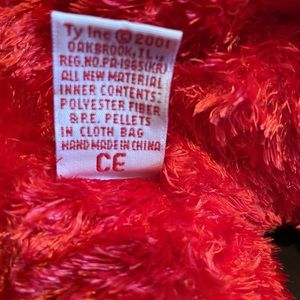 Ty Inc © 2001
OAKBROOK, IL
REG.NO.PA-1965(KR)
ALL NEW MATERIAL
INNER CONTENTS:
POLYESTER FIBER
& P.E. PELLETS
IN CLOTH BAG
HAND MADE IN CHINA
CE